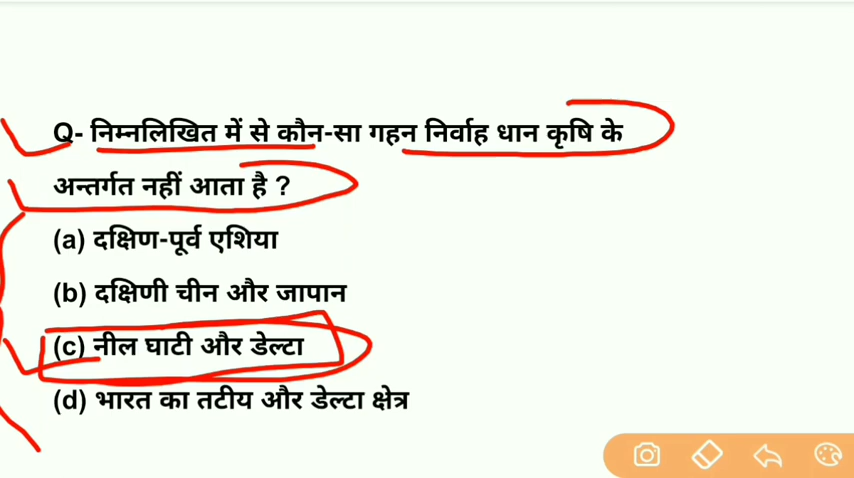 Q- निम्नलिखित में से कौन-सा गहन निर्वाह धान कृषि के
अन्तर्गत नहीं आता है ?
(a) दक्षिण-पूर्व एशिया
(b) दक्षिणी चीन और जापान
(c) नील घाटी और डेल्टा
(d) भारत का तटीय और डेल्टा क्षेत्र